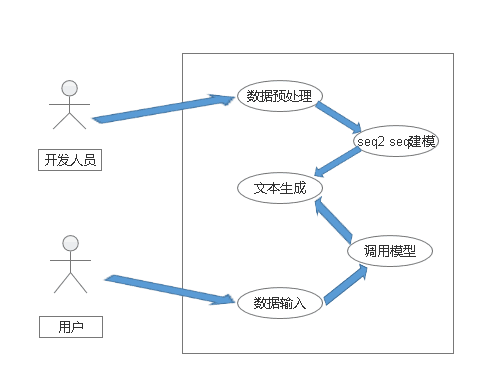 数据预处理
开发人员
seq2 seq建模
文本生成
调用模型
用户
数据输入